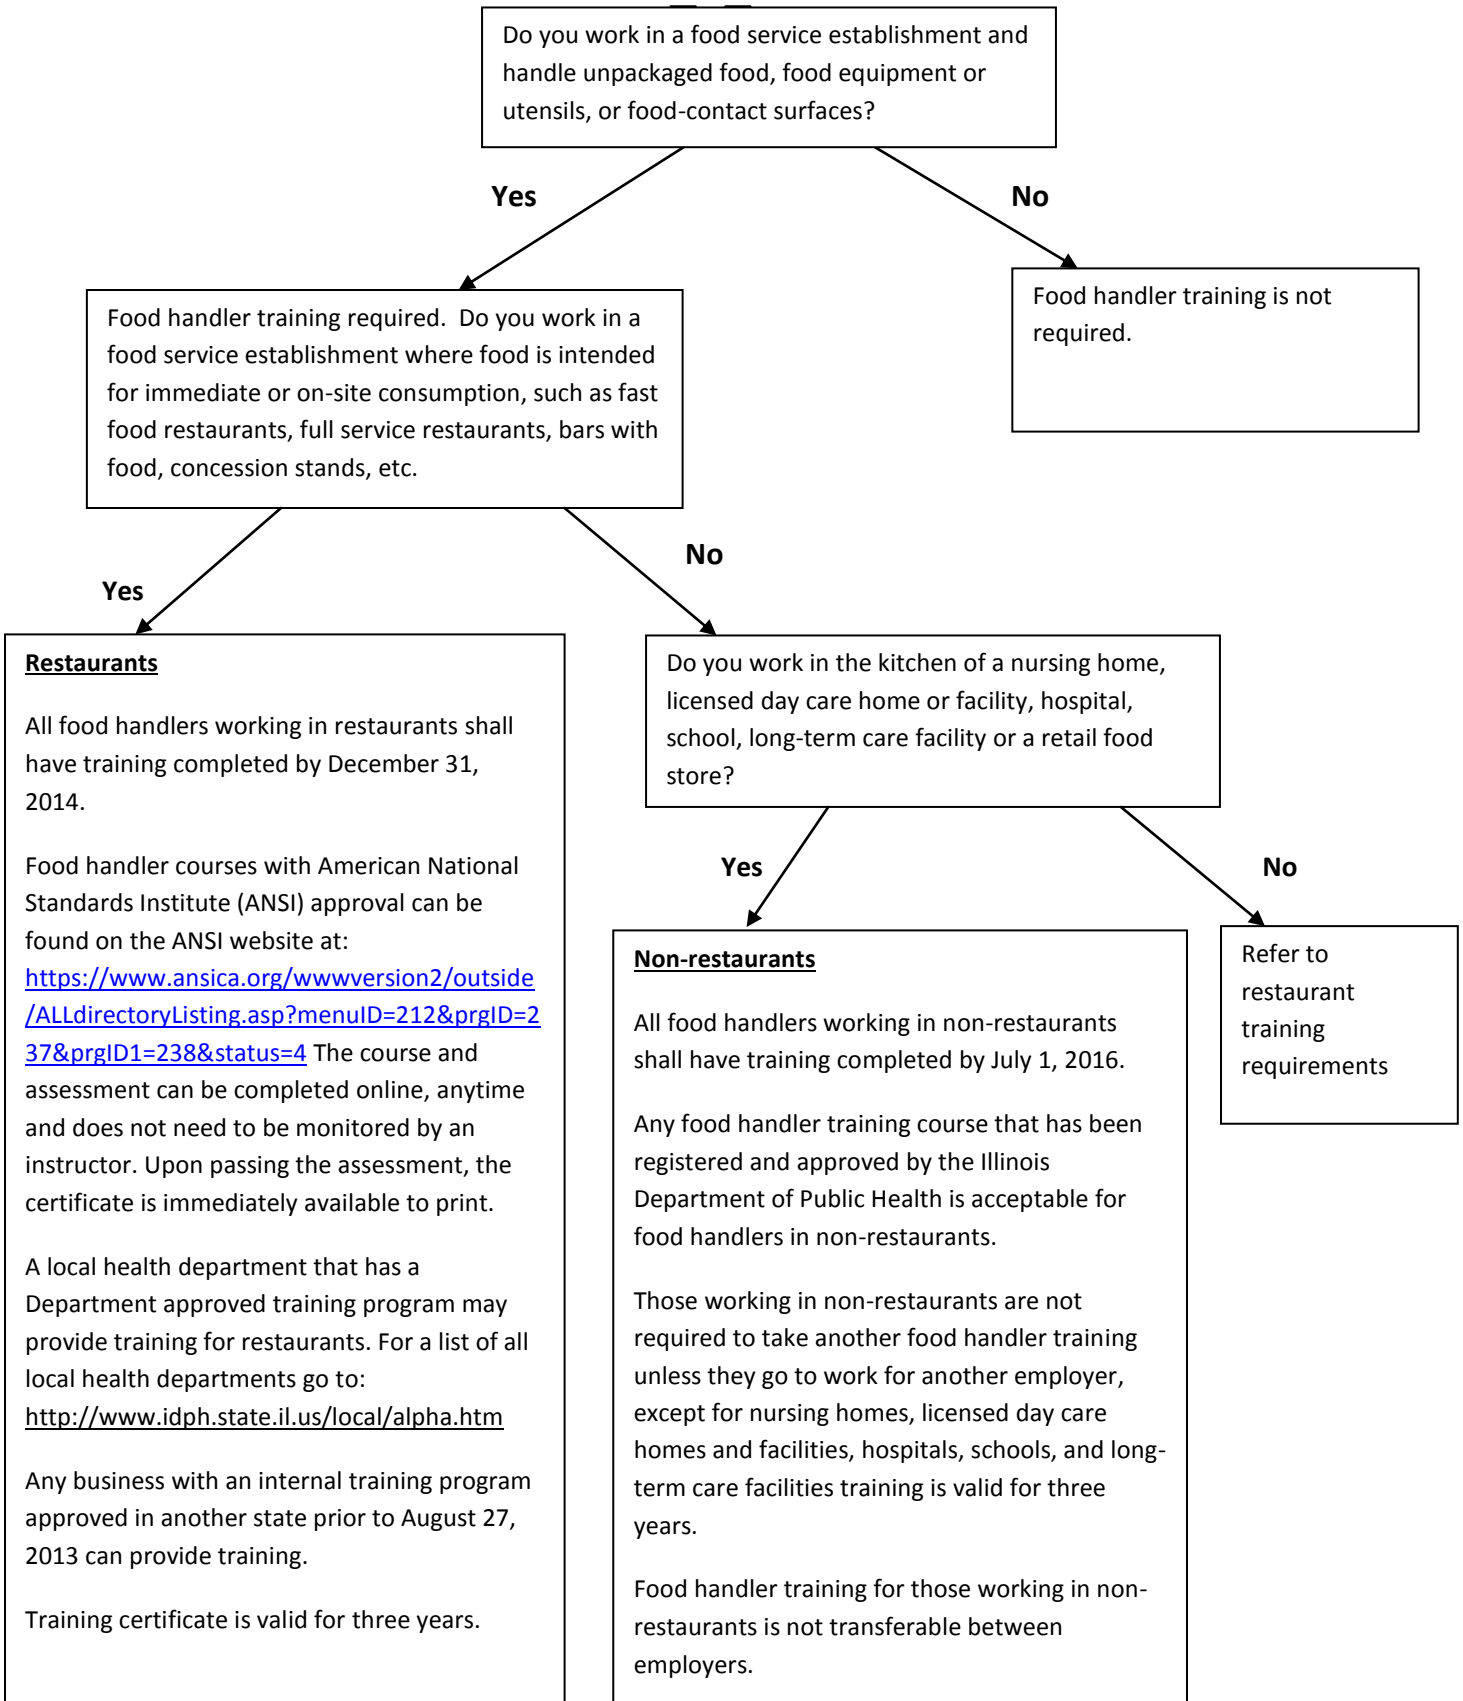 Do you work in a food service establishment and
handle unpackaged food, food equipment or
utensils, or food-contact surfaces?
Yes
No
Food handler training required.  Do you work in a
food service establishment where food is intended
for immediate or on-site consumption, such as fast
food restaurants, full service restaurants, bars with
food, concession stands, etc.
Food handler training is not
required.
Yes
No
Restaurants
All food handlers working in restaurants shall
have training completed by December 31,
2014.
Food handler courses with American National
Standards Institute (ANSI) approval can be
found on the ANSI website at:
https://www.ansica.org/wwwversion2/outside
/ALLdirectoryListing.asp?menuID=212&prgID=2
37&prgID1=238&status=4 The course and
assessment can be completed online, anytime
and does not need to be monitored by an
instructor. Upon passing the assessment, the
certificate is immediately available to print.
A local health department that has a
Department approved training program may
provide training for restaurants. For a list of all
local health departments go to:
http://www.idph.state.il.us/local/alpha.htm
Any business with an internal training program
approved in another state prior to August 27,
2013 can provide training.
Training certificate is valid for three years.
Do you work in the kitchen of a nursing home,
licensed day care home or facility, hospital,
school, long-term care facility or a retail food
store?
Yes
No
Non-restaurants
All food handlers working in non-restaurants
shall have training completed by July 1, 2016.
Any food handler training course that has been
registered and approved by the Illinois
Department of Public Health is acceptable for
food handlers in non-restaurants.
Those working in non-restaurants are not
required to take another food handler training
unless they go to work for another employer,
except for nursing homes, licensed day care
homes and facilities, hospitals, schools, and long-
term care facilities training is valid for three
years.
Food handler training for those working in non-
restaurants is not transferable between
employers.
Refer to
restaurant
training
requirements